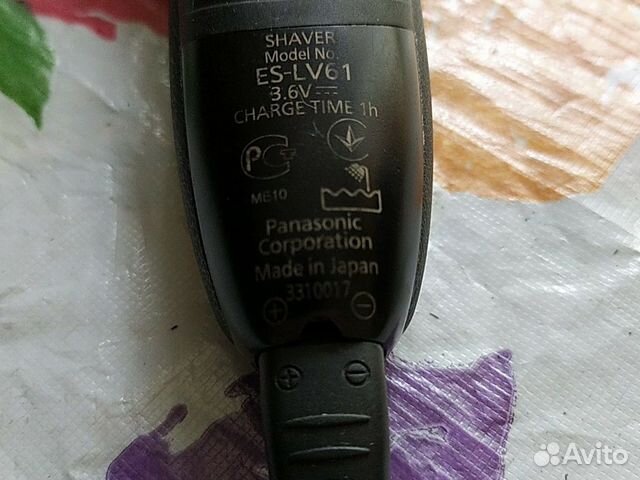 SHAVER
Model No.
ES-LV61
3.6V⎓
CHARGE TIME 1h
PC
ME10
Panasonic
Corporation
Made in Japan
3310017
+ −
+ −
Avito